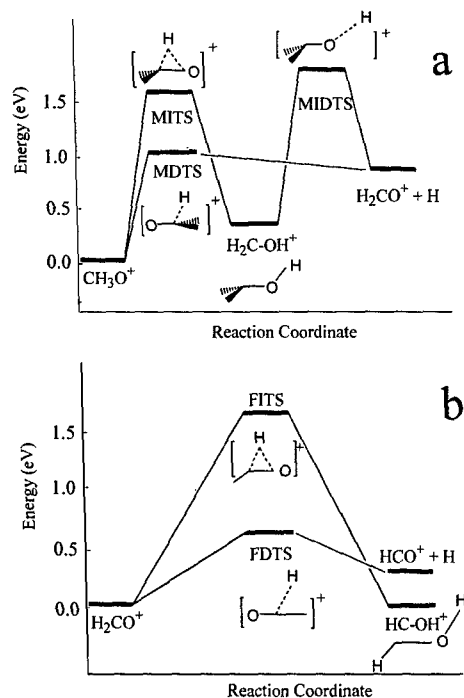 a
Energy (eV)
1.5
1.0
0.5
0.0
[ H O ]+
MITS
MDTS
[ O H ]+
CH3O+
H2C-OH+
O H
[ O H ]+
MIDTS
H2CO+ + H
Reaction Coordinate
b
Energy (eV)
1.5
1.0
0.5
0.0
FITS
[ H O ]+
FDTS
[ O H ]+
H2CO+
HCO+ + H
HC-OH+
H
O
H
Reaction Coordinate